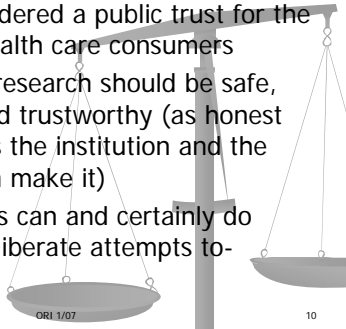 dered a public trust for the
alth care consumers
research should be safe,
d trustworthy (as honest
s the institution and the
make it)
s can and certainly do
liberate attempts to-
ORI 1/07
10